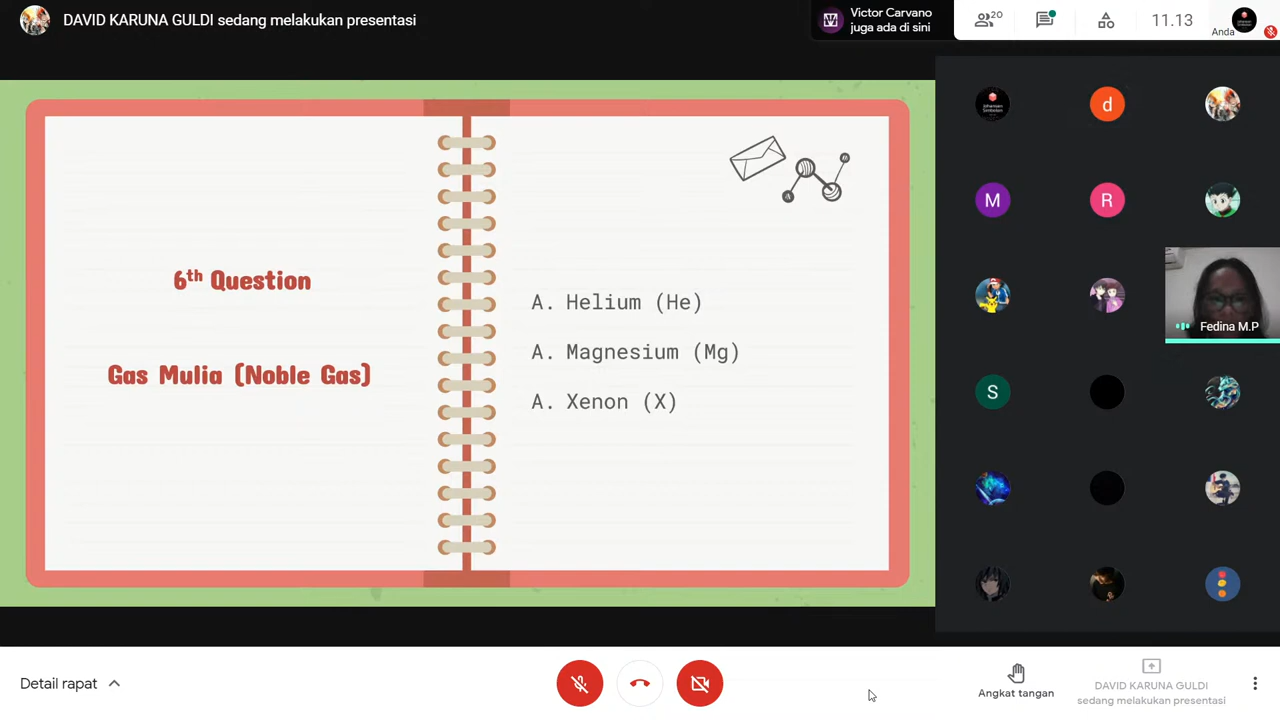 DAVID KARUNA GULDI sedang melakukan presentasi
Victor Carvano
juga ada di sini
20
11.13
Anda
6th Question
Gas Mulia (Noble Gas)
A. Helium (He)
A. Magnesium (Mg)
A. Xenon (X)
d
M
R
Fedina M.P
S
Detail rapat
Angkat tangan
DAVID KARUNA GULDI
sedang melakukan presentasi